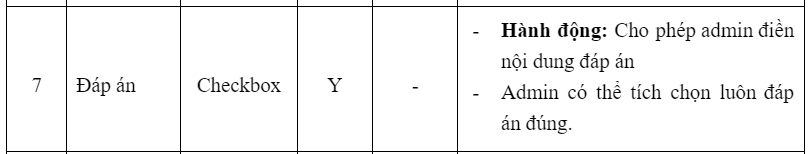 7 Đáp án Checkbox Y - - Hành động: Cho phép admin điền
nội dung đáp án
- Admin có thể tích chọn luôn đáp
án đúng.